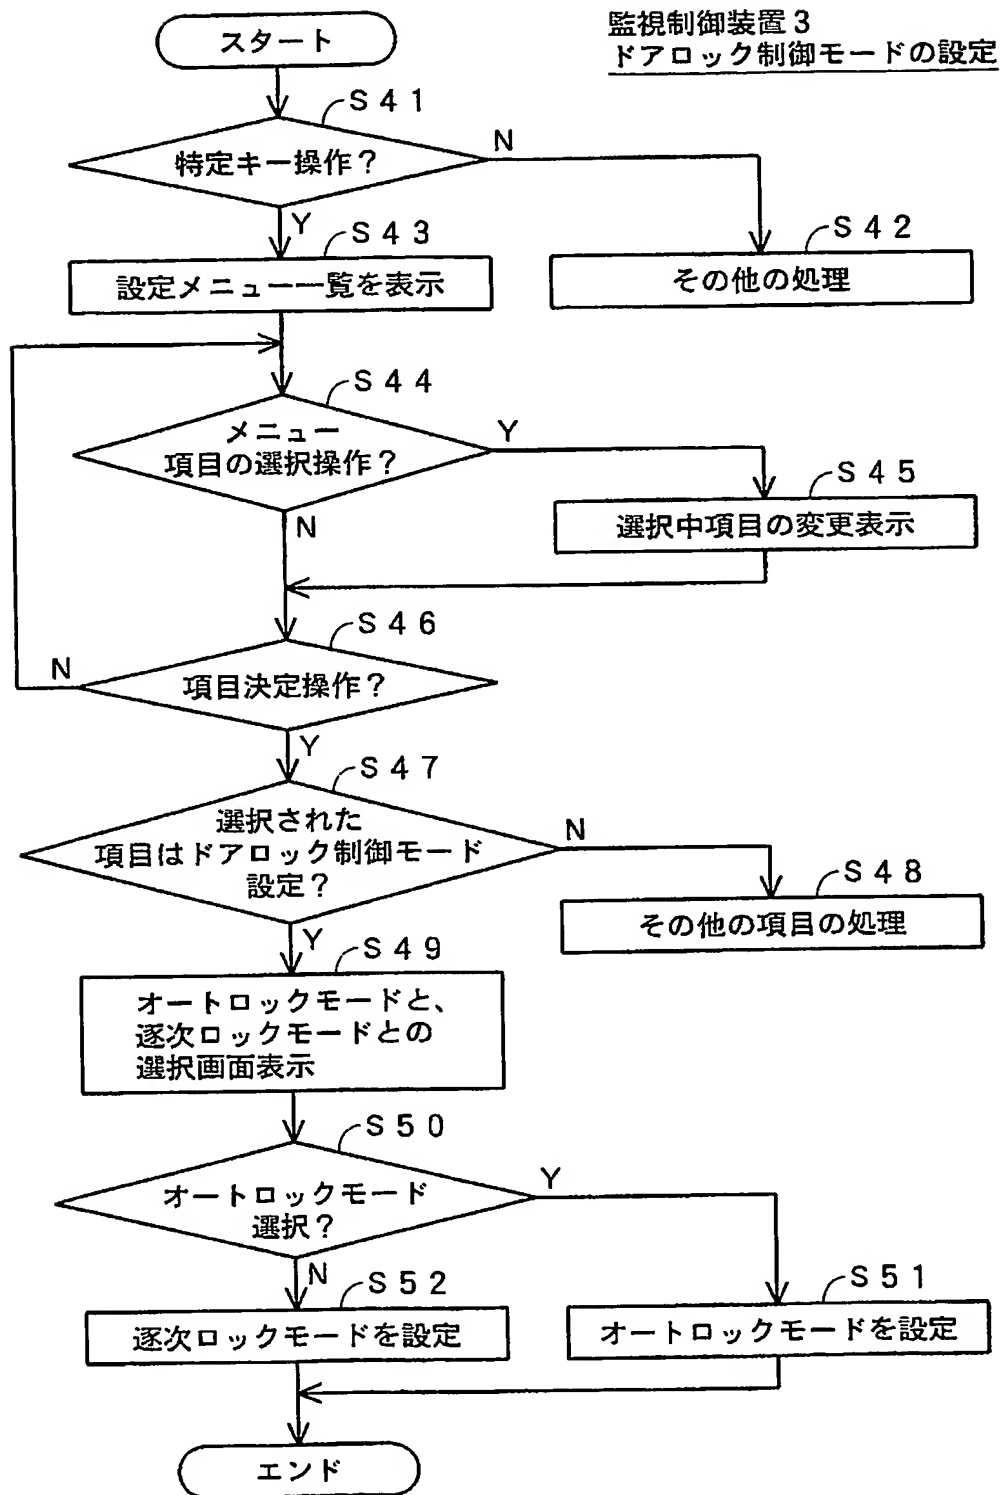 監視制御装置3
ドアロック制御モードの設定
スタート
S41
特定キー操作?
N
Y
S42
その他の処理
S43
設定メニュー一覧を表示
S44
メニュー
項目の選択操作?
Y
N
S45
選択中項目の変更表示
S46
項目決定操作?
N
Y
S47
選択された
項目はドアロック制御モード
設定?
N
Y
S48
その他の項目の処理
S49
オートロックモードと、
逐次ロックモードとの
選択画面表示
S50
オートロックモード
選択?
Y
N
S51
オートロックモードを設定
S52
逐次ロックモードを設定
エンド